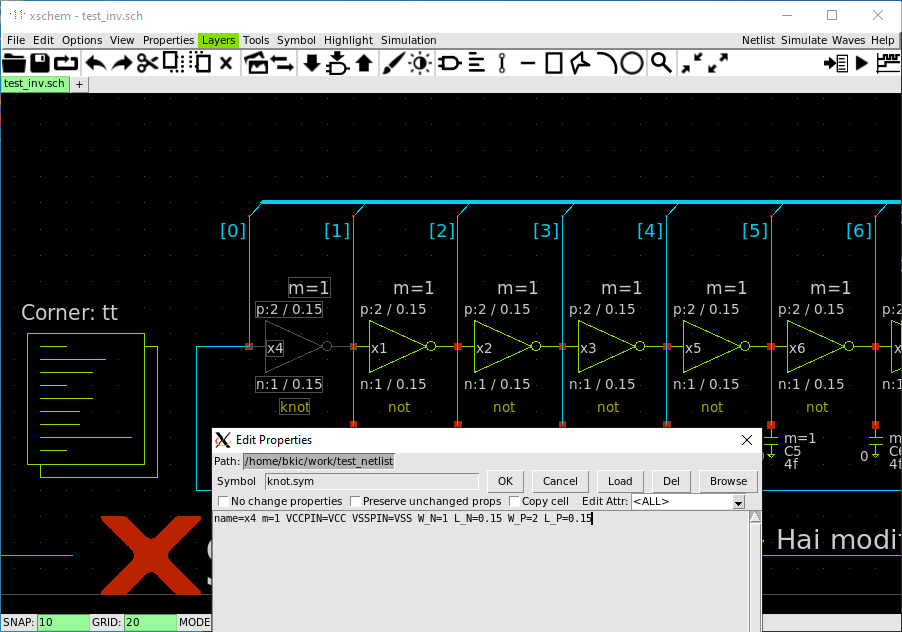 xschem - test_inv.sch
File Edit Options View Properties Layers Tools Symbol Highlight Simulation Netlist Simulate Waves Help
test_inv.sch +
[0] [1] [2] [3] [4] [5] [6]
m=1 m=1 m=1 m=1 m=1 m=1
p:2 / 0.15 p:2 / 0.15 p:2 / 0.15 p:2 / 0.15 p:2 / 0.15 p:2 / 0.15 p:2
Corner: tt
x4 x1 x2 x3 x5 x6
n:1 / 0.15 n:1 / 0.15 n:1 / 0.15 n:1 / 0.15 n:1 / 0.15 n:1 / 0.15 n:1
knot not not not not not
m=1
C5
4f
0
Edit Properties
Path: /home/bkic/work/test_netlist
Symbol knot.sym OK Cancel Load Del Browse
No change properties Preserve unchanged props Copy cell Edit Attr: <ALL>
name=x4 m=1 VCCPIN=VCC VSSPIN=VSS W_N=1 L_N=0.15 W_P=2 L_P=0.15
Hai modif
SNAP: 10 GRID: 20 MODE